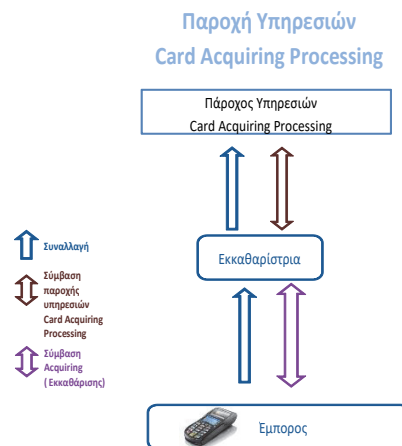 Παροχή Υπηρεσιών
Card Acquiring Processing
Πάροχος Υπηρεσιών
Card Acquiring Processing
Εκκαθαρίστρια
Συναλλαγή
Σύμβαση
παροχής
υπηρεσιών
Card Acquiring
Processing
Σύμβαση
Acquiring
( Εκκαθάρισης)
Έμπορος